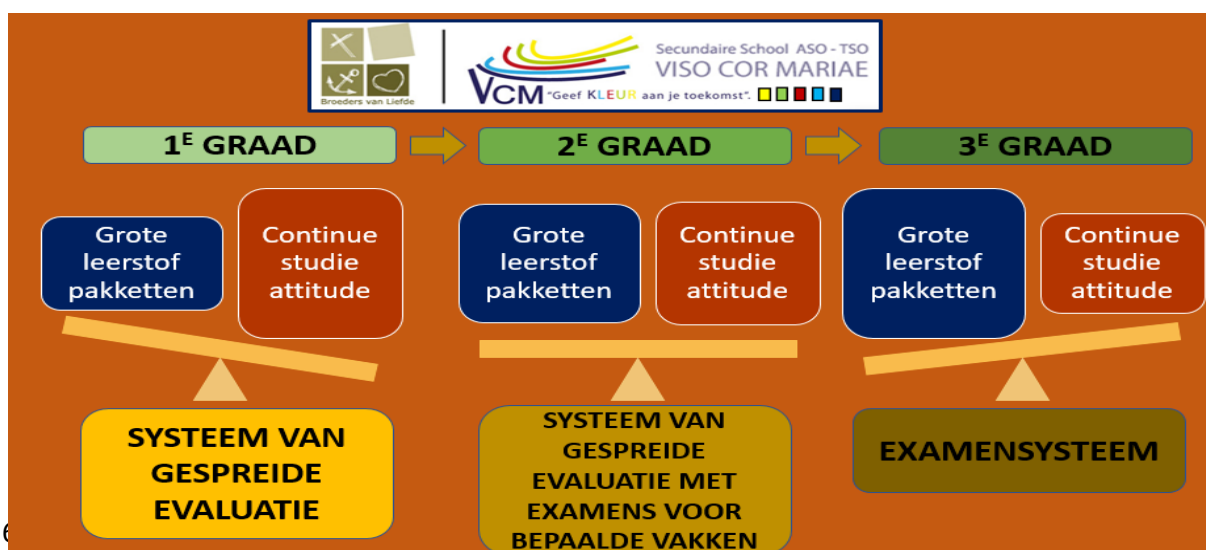 Broeders van Liefde
Secundaire School ASO - TSO
VISO COR MARIAE
VCM "Geef KLEUR aan je toekomst".
1E GRAAD
2E GRAAD
3E GRAAD
Grote
leerstof
pakketten
Continue
studie
attitude
Grote
leerstof
pakketten
Continue
studie
attitude
Grote
leerstof
pakketten
Continue
studie
attitude
SYSTEEM VAN
GESPREIDE
EVALUATIE
SYSTEEM VAN
GESPREIDE
EVALUATIE MET
EXAMENS VOOR
BEPAALDE VAKKEN
EXAMENSYSTEEM